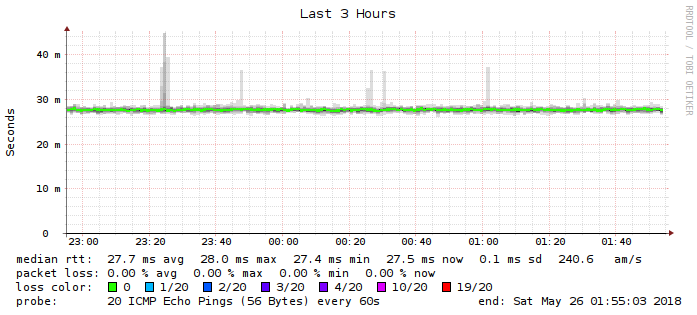 Last 3 Hours
RRDTOOL / TOBI OETIKER
Seconds
40 m
30 m
20 m
10 m
0
23:00 23:20 23:40 00:00 00:20 00:40 01:00 01:20 01:40
median rtt: 27.7 ms avg 28.0 ms max 27.4 ms min 27.5 ms now 0.1 ms sd 240.6 am/s
packet loss: 0.00 % avg 0.00 % max 0.00 % min 0.00 % now
loss color: 0 1/20 2/20 3/20 4/20 10/20 19/20
probe: 20 ICMP Echo Pings (56 Bytes) every 60s end: Sat May 26 01:55:03 2018